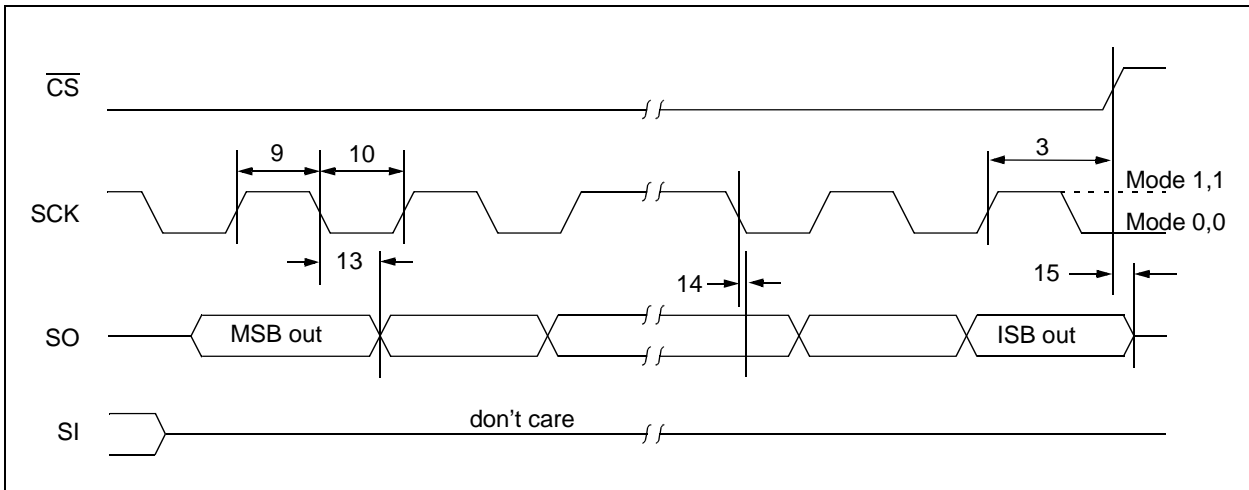 CS
9
10
3
Mode 1,1
SCK
Mode 0,0
13
14
15
SO
MSB out
ISB out
SI
don't care